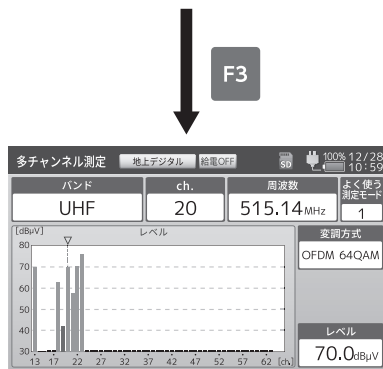 F3
多チャンネル測定 地上デジタル 給電OFF SD 100% 12/28 10:59
バンド ch. 周波数 よく使う測定モード
UHF 20 515.14MHz 1
[dBμV] レベル 変調方式
OFDM 64QAM
80
70
60
50
40
30
13 17 22 27 32 37 42 47 52 57 62 [ch.]
レベル
70.0dBμV